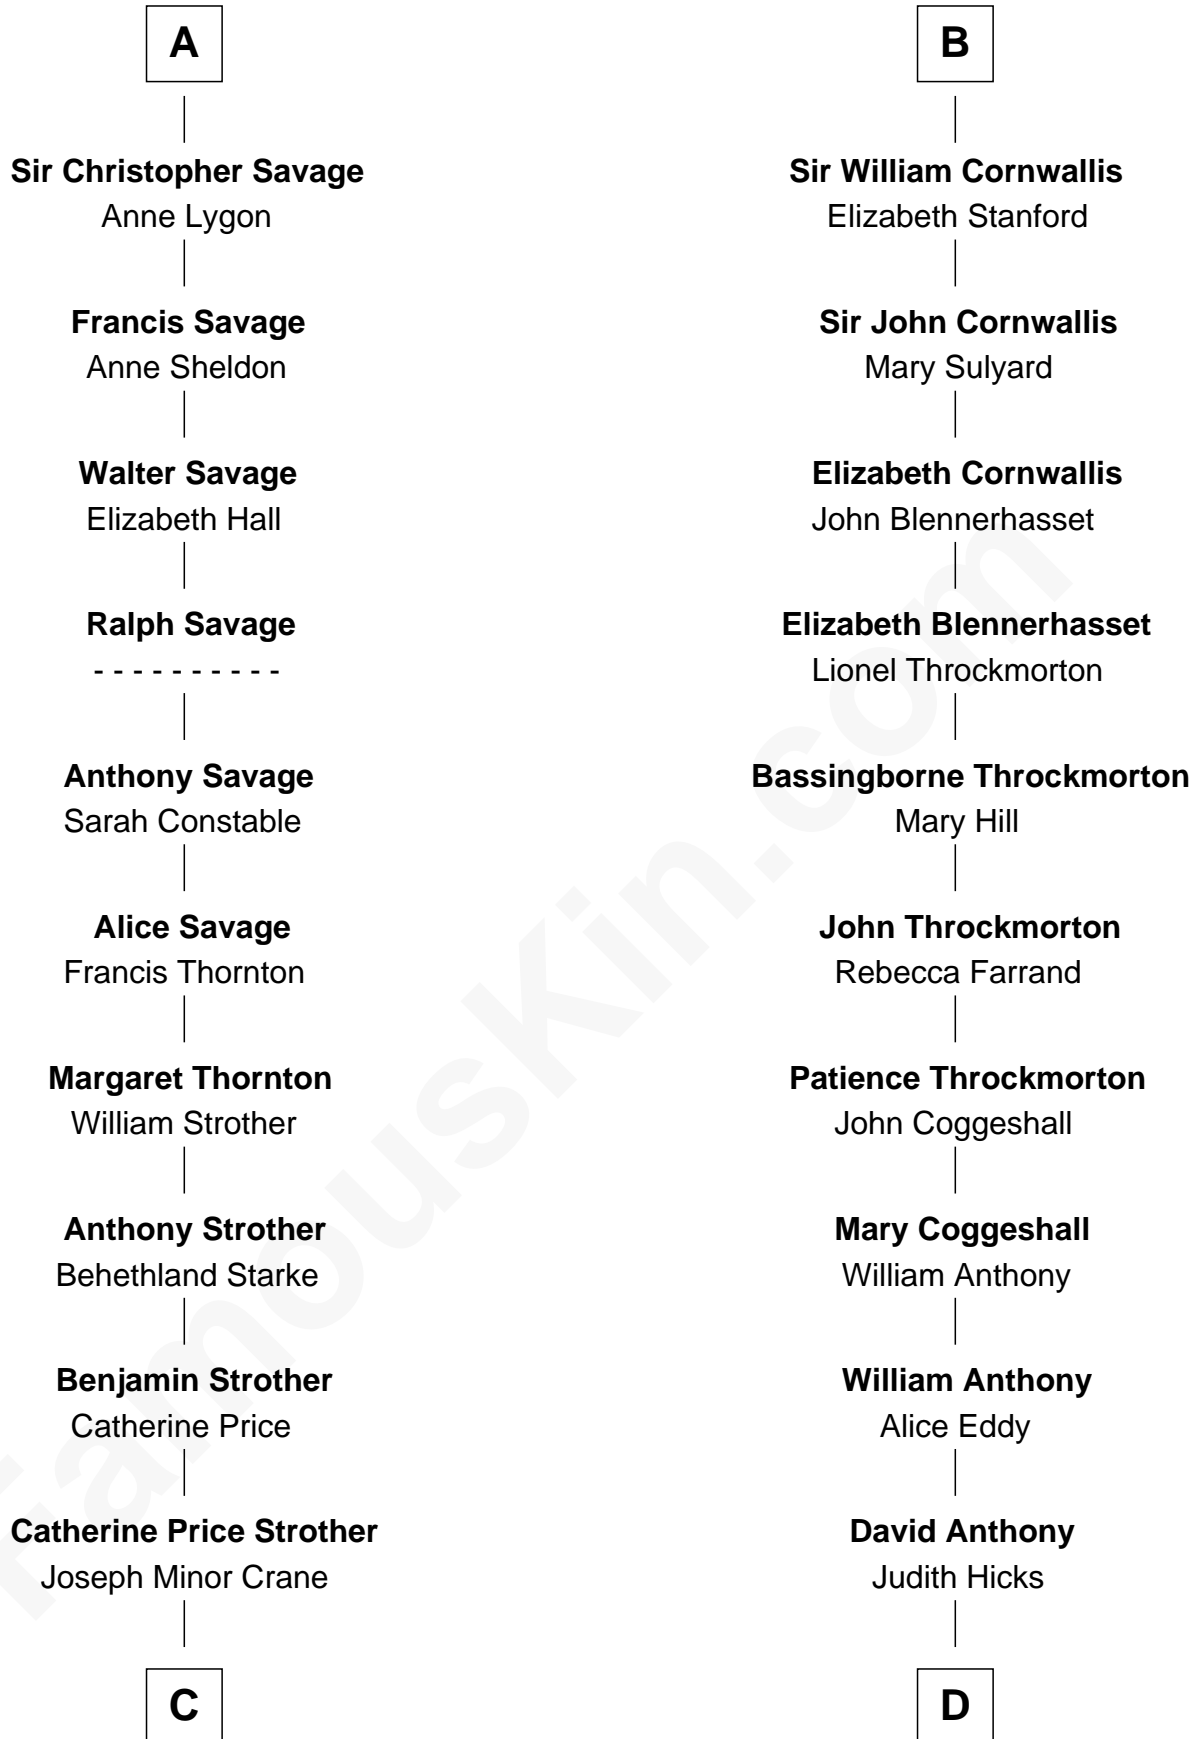 A
Sir Christopher Savage
Anne Lygon
Francis Savage
Anne Sheldon
Walter Savage
Elizabeth Hall
Ralph Savage
- - - - - - - - - -
Anthony Savage
Sarah Constable
Alice Savage
Francis Thornton
Margaret Thornton
William Strother
Anthony Strother
Behethland Starke
Benjamin Strother
Catherine Price
Catherine Price Strother
Joseph Minor Crane
C
B
Sir William Cornwallis
Elizabeth Stanford
Sir John Cornwallis
Mary Sulyard
Elizabeth Cornwallis
John Blennerhasset
Elizabeth Blennerhasset
Lionel Throckmorton
Bassingborne Throckmorton
Mary Hill
John Throckmorton
Rebecca Farrand
Patience Throckmorton
John Coggeshall
Mary Coggeshall
William Anthony
William Anthony
Alice Eddy
David Anthony
Judith Hicks
D
FamousKin.com